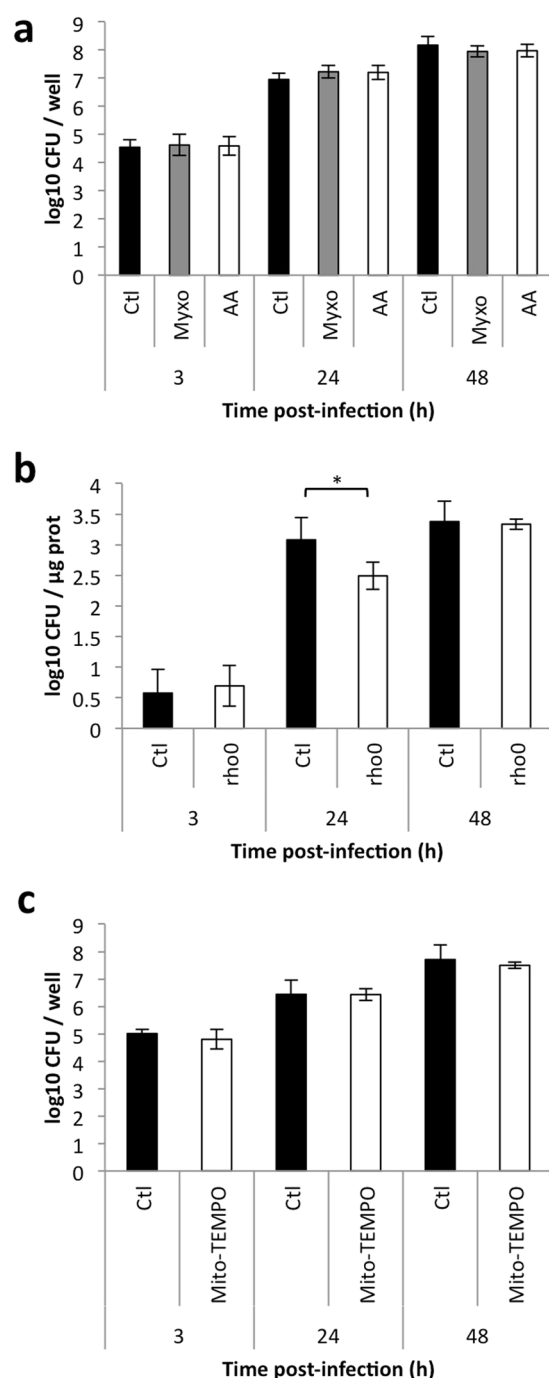 a
log10 CFU / well
9
8
7
6
5
4
3
2
1
0
Ctl
Myxo
AA
Ctl
Myxo
AA
Ctl
Myxo
AA
3
24
48
Time post-infection (h)
b
log10 CFU / µg prot
4
3.5
3
2.5
2
1.5
1
0.5
0
*
Ctl
rho0
Ctl
rho0
Ctl
rho0
3
24
48
Time post-infection (h)
c
log10 CFU / well
9
8
7
6
5
4
3
2
1
0
Ctl
Mito-TEMPO
Ctl
Mito-TEMPO
Ctl
Mito-TEMPO
3
24
48
Time post-infection (h)